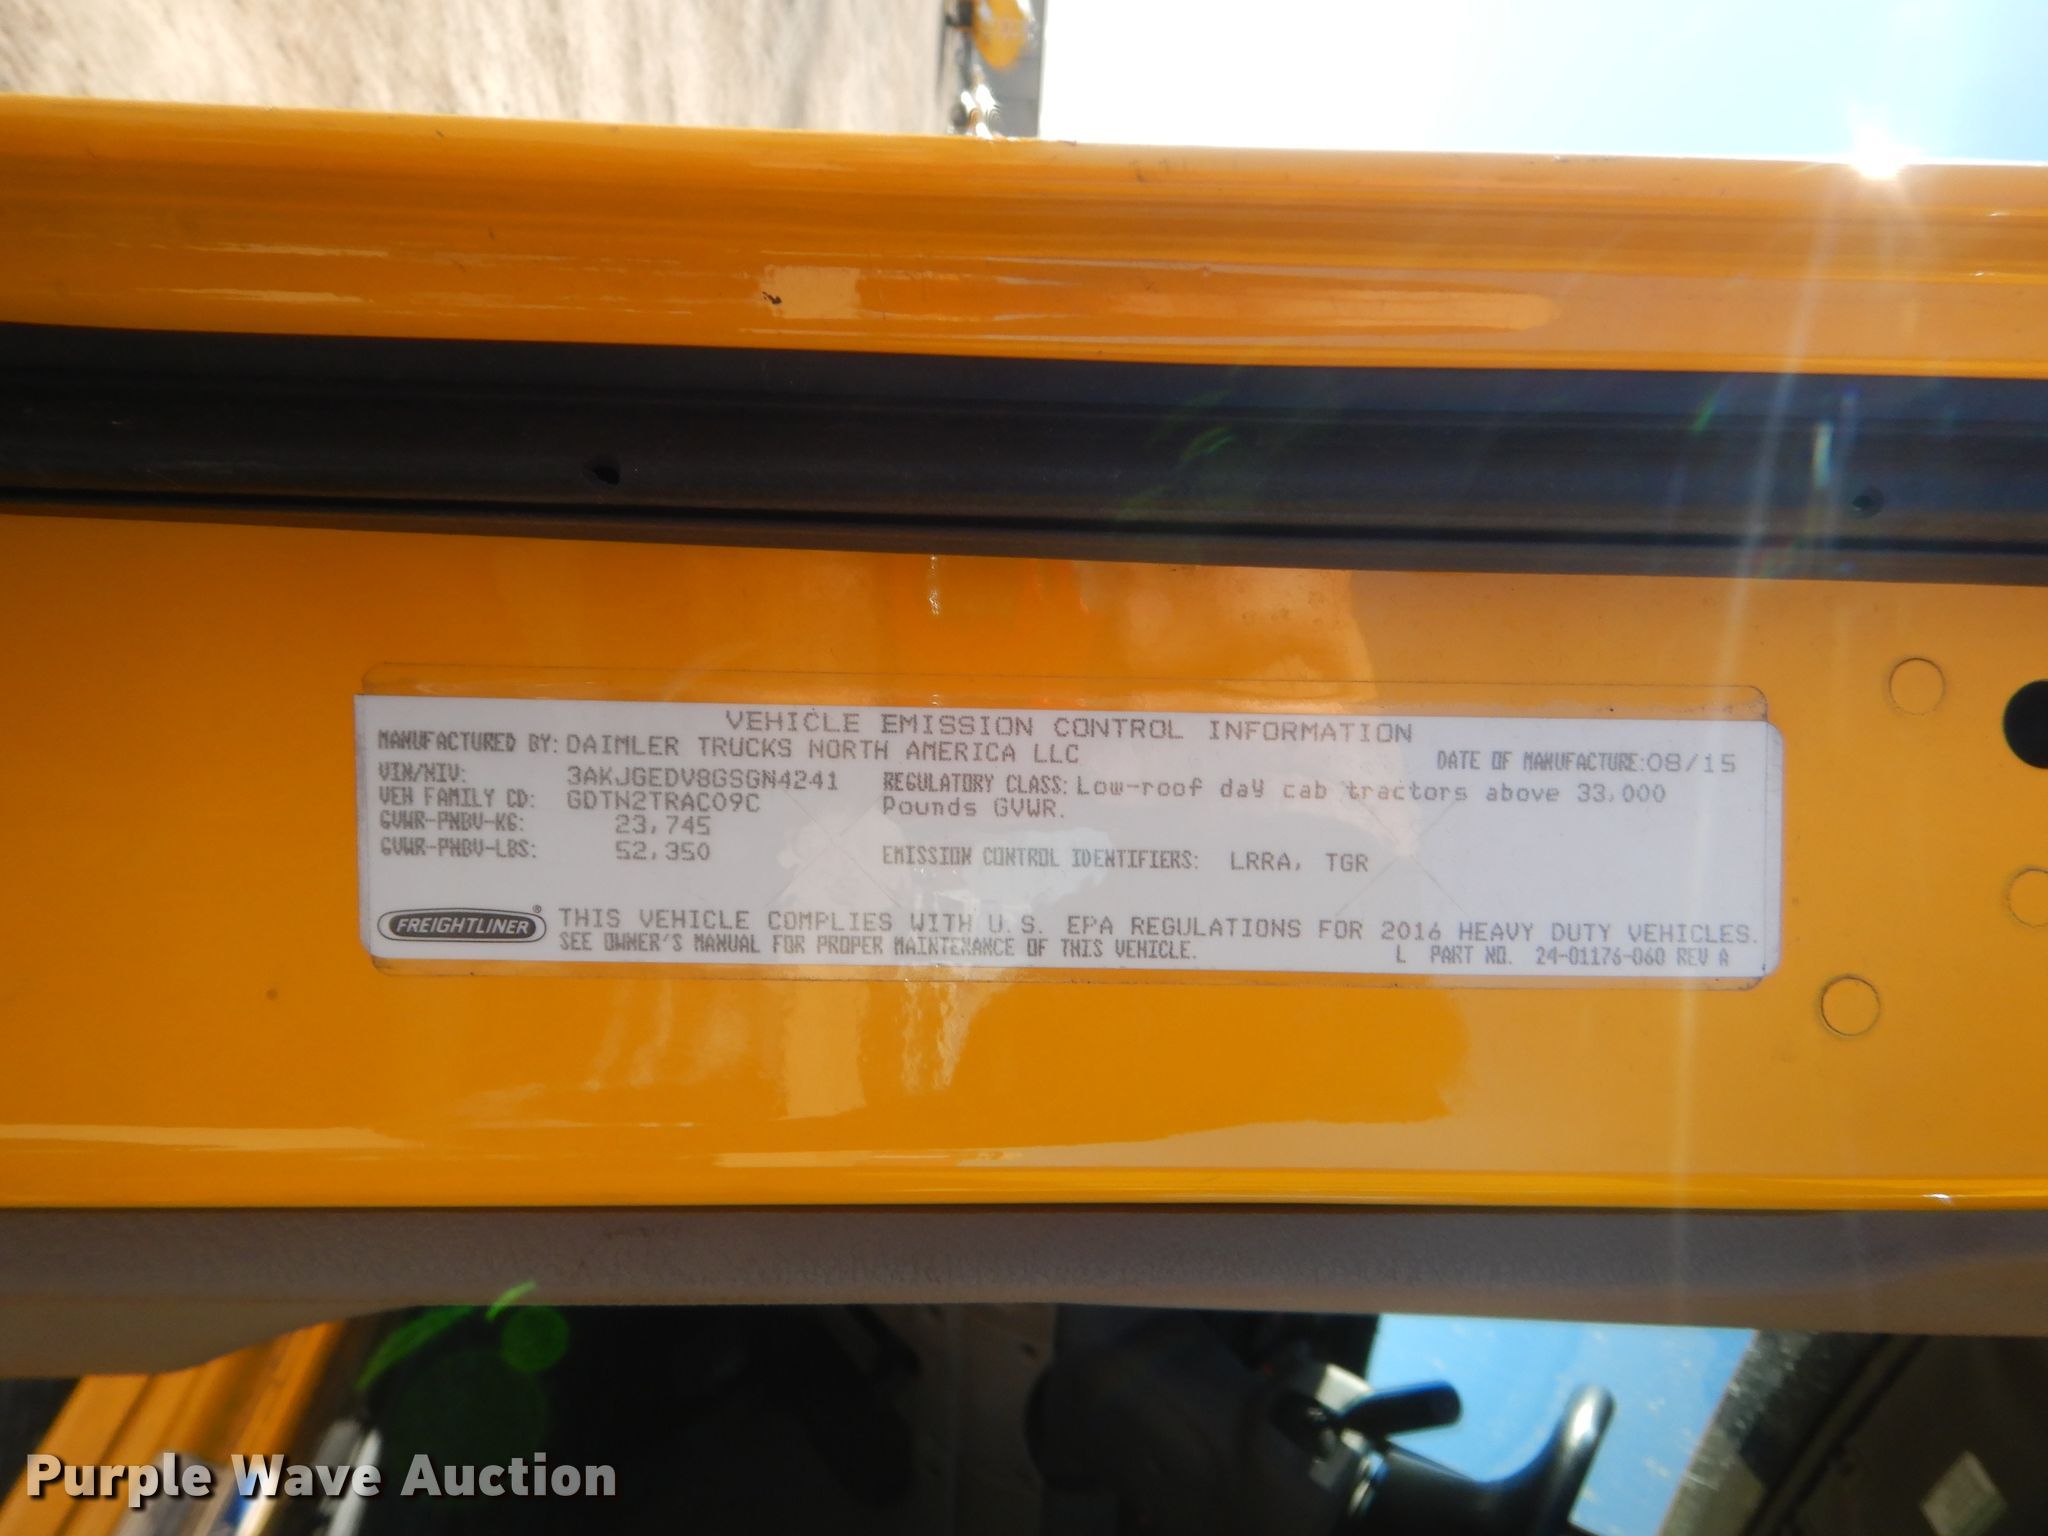 VEHICLE EMISSION CONTROL INFORMATION
MANUFACTURED BY: DAIMLER TRUCKS NORTH AMERICA LLC
DATE OF MANUFACTURE: 08/15
VIN/NIV: 3AKJGEDV8GSGN4241
REGULATORY CLASS: Low-roof day cab tractors above 33,000
VEH FAMILY CD: GDTN2TRAC09C
Pounds GVWR.
GVWR-PNBV-KG: 23,745
GVWR-PNBV-LBS: 52,350
EMISSION CONTROL IDENTIFIERS: LRRA, TGR
FREIGHTLINER® THIS VEHICLE COMPLIES WITH U.S. EPA REGULATIONS FOR 2016 HEAVY DUTY VEHICLES.
SEE OWNER'S MANUAL FOR PROPER MAINTENANCE OF THIS VEHICLE.
L PART NO. 24-01176-060 REV A
Purple Wave Auction